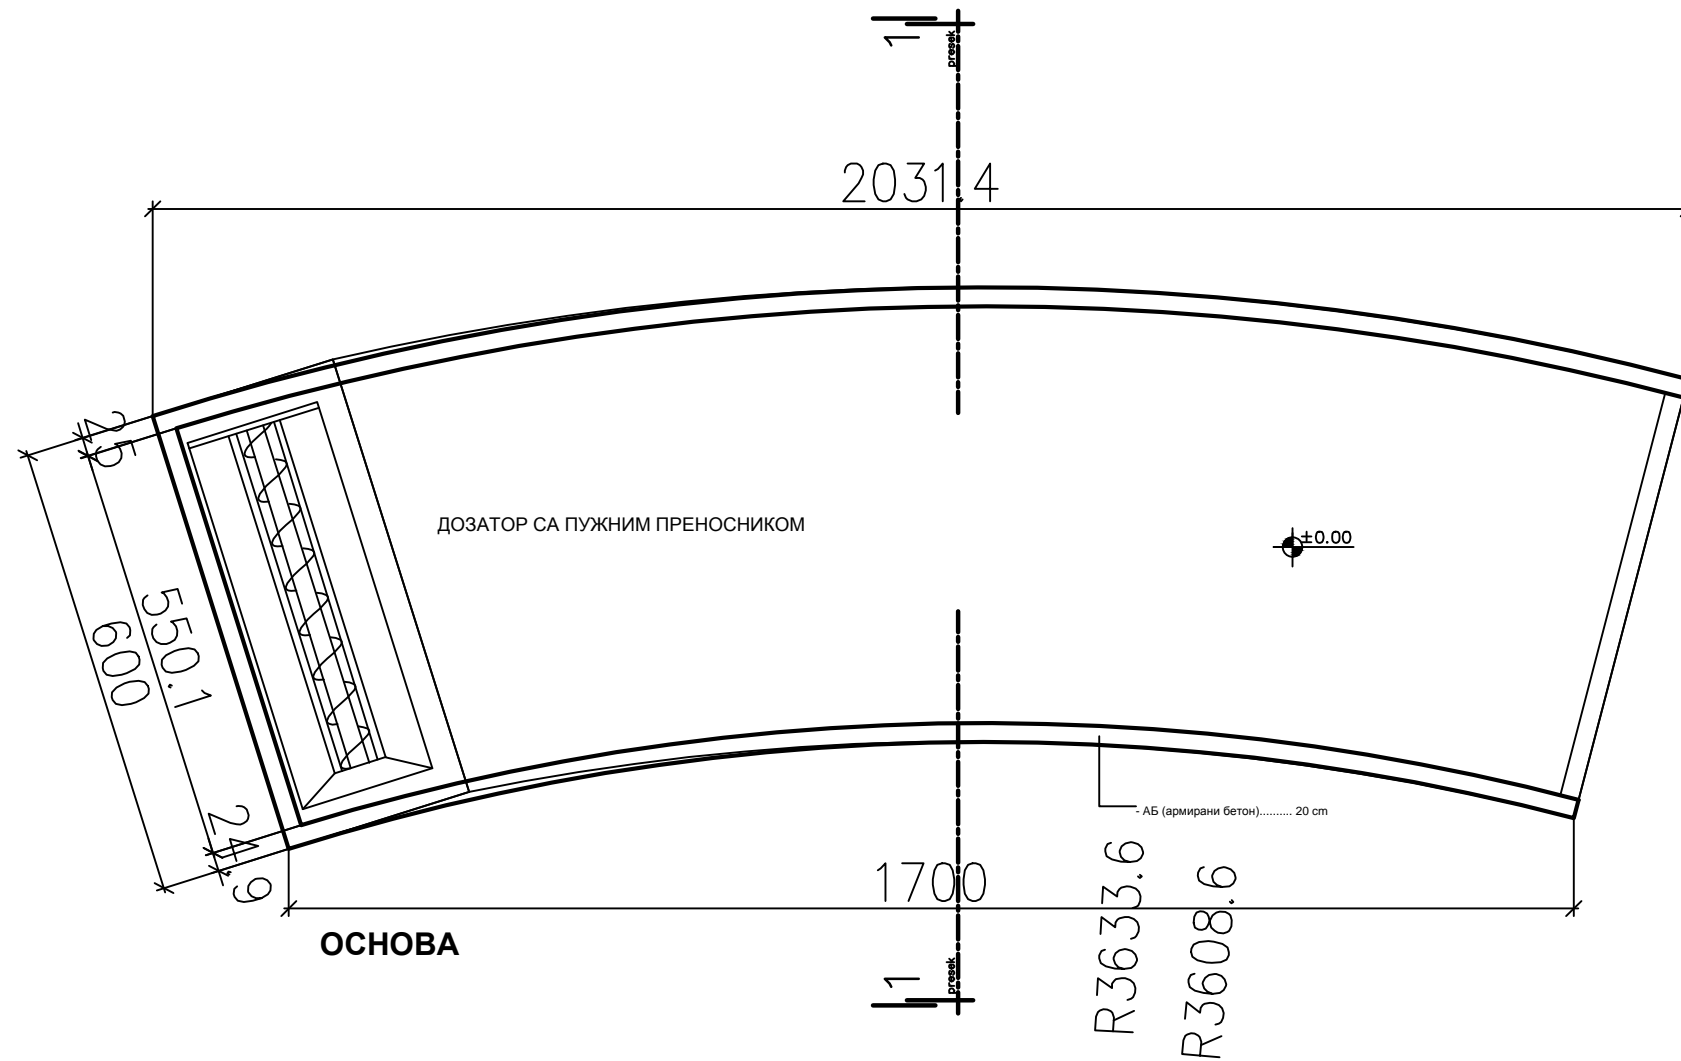 1
presek
2031.4
25
ДОЗАТОР СА ПУЖНИМ ПРЕНОСНИКОМ
±0.00
550.1
600
- АБ (армирани бетон).......... 20 cm
24.9
1700
R3633.6
R3608.6
ОСНОВА
1
presek